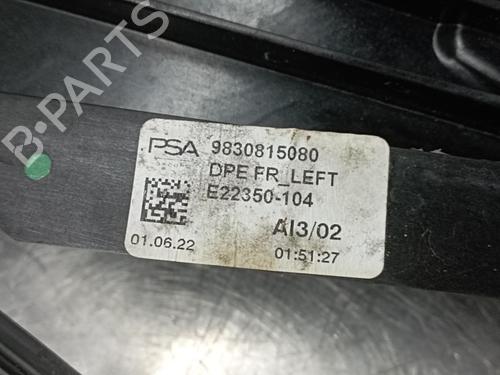 B-PARTS
PSA 9830815080
DPE FR_LEFT
E22350-104
AI3/02
01.06.22 01:51:27